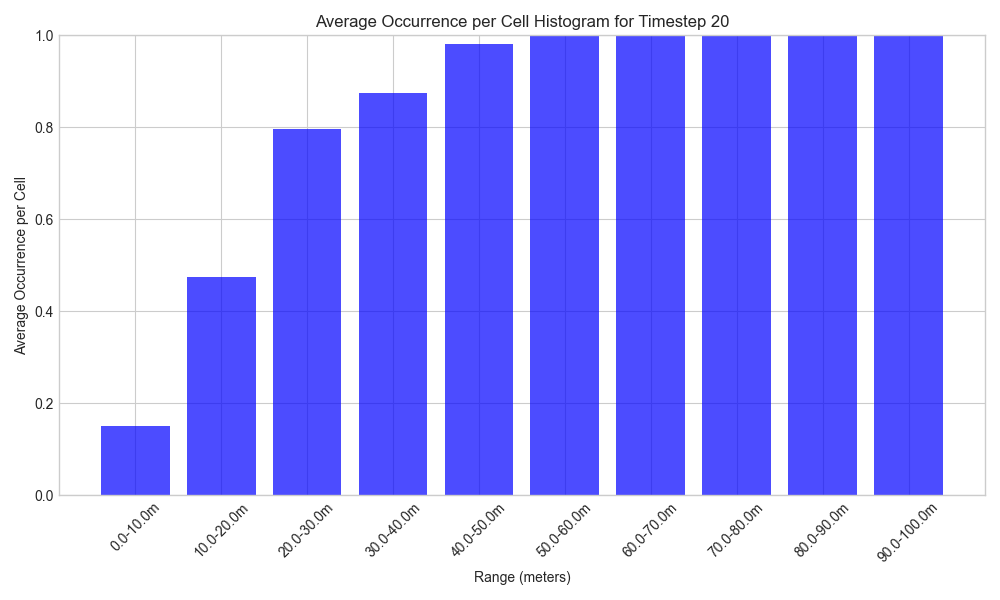 Average Occurrence per Cell Histogram for Timestep 20
Average Occurrence per Cell
1.0
0.8
0.6
0.4
0.2
0.0
0.0-10.0m
10.0-20.0m
20.0-30.0m
30.0-40.0m
40.0-50.0m
50.0-60.0m
60.0-70.0m
70.0-80.0m
80.0-90.0m
90.0-100.0m
Range (meters)